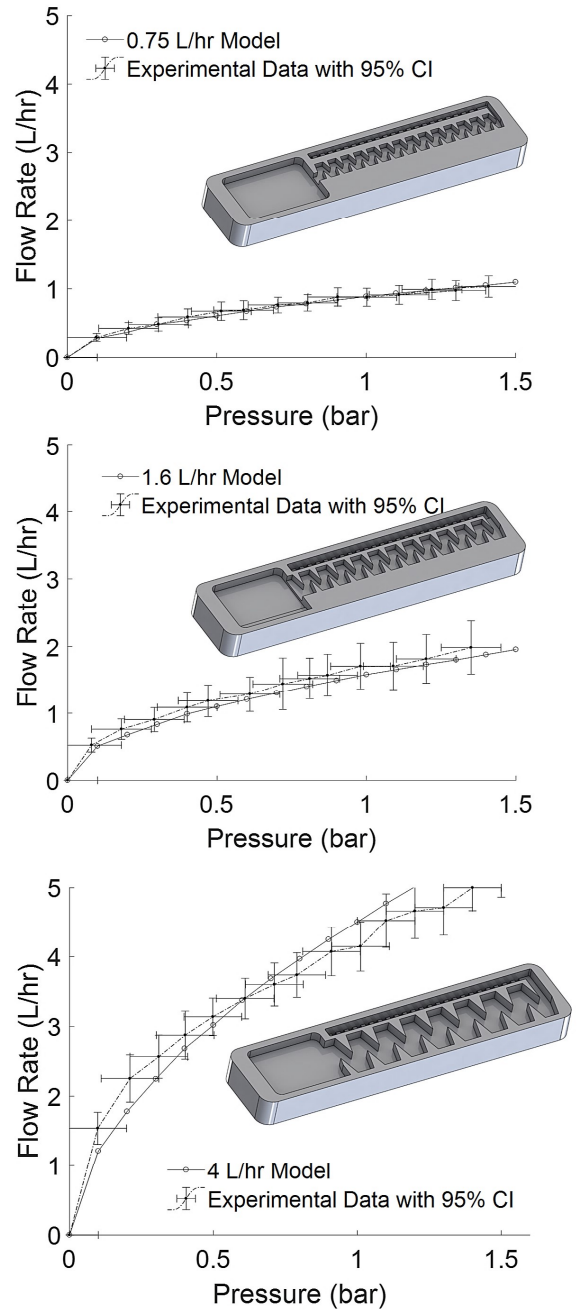 5
0.75 L/hr Model
Experimental Data with 95% CI
4
3
2
1
0
Flow Rate (L/hr)
0 0.5 1 1.5
Pressure (bar)
5
1.6 L/hr Model
Experimental Data with 95% CI
4
3
2
1
0
Flow Rate (L/hr)
0 0.5 1 1.5
Pressure (bar)
5
4
3
2
1
0
Flow Rate (L/hr)
4 L/hr Model
Experimental Data with 95% CI
0 0.5 1 1.5
Pressure (bar)